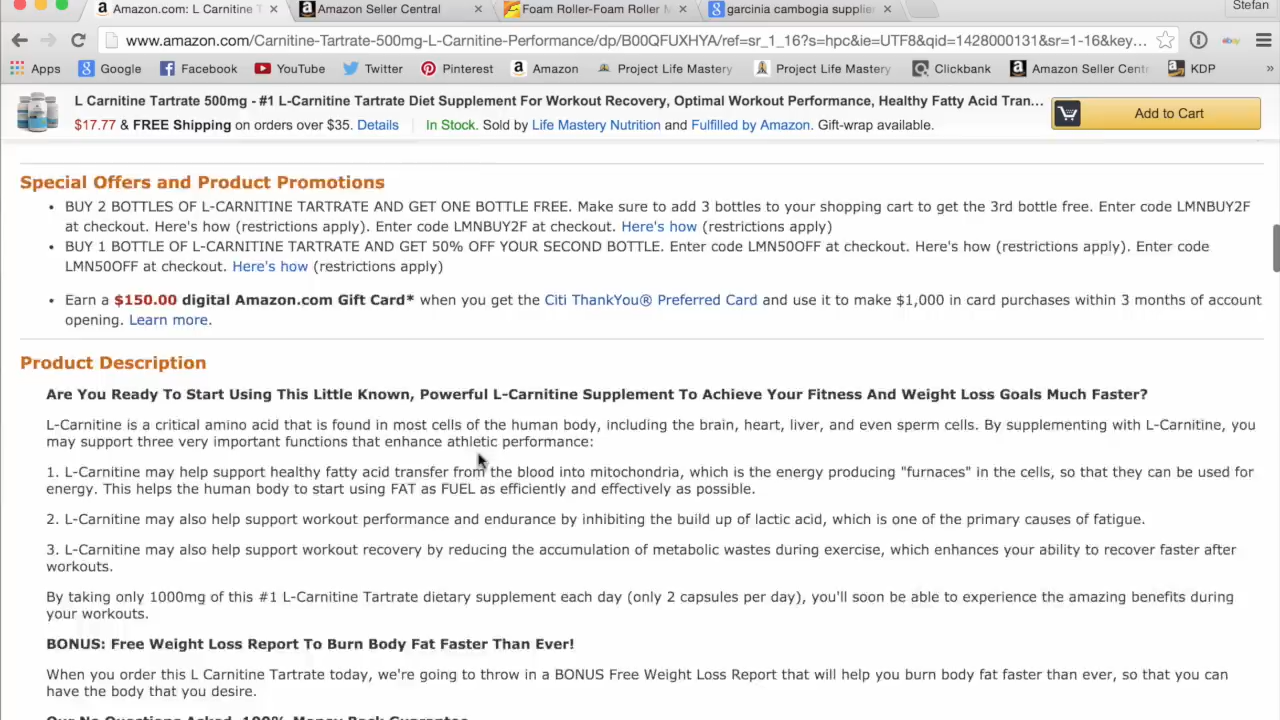 Stefan
Amazon.com: L Carnitine T
Amazon Seller Central
Foam Roller-Foam Roller M
garcinia cambogia supplier
www.amazon.com/Carnitine-Tartrate-500mg-L-Carnitine-Performance/dp/B00QFUXHYA/ref=sr_1_16?s=hpc&ie=UTF8&qid=1428000131&sr=1-16&key...
Apps Google Facebook YouTube Twitter Pinterest Amazon Project Life Mastery Project Life Mastery Clickbank Amazon Seller Cent KDP »
L Carnitine Tartrate 500mg - #1 L-Carnitine Tartrate Diet Supplement For Workout Recovery, Optimal Workout Performance, Healthy Fatty Acid Tran...
$17.77 & FREE Shipping on orders over $35. Details In Stock. Sold by Life Mastery Nutrition and Fulfilled by Amazon. Gift-wrap available.
Add to Cart
Special Offers and Product Promotions
• BUY 2 BOTTLES OF L-CARNITINE TARTRATE AND GET ONE BOTTLE FREE. Make sure to add 3 bottles to your shopping cart to get the 3rd bottle free. Enter code LMNBUY2F
at checkout. Here's how (restrictions apply). Enter code LMNBUY2F at checkout. Here's how (restrictions apply)
• BUY 1 BOTTLE OF L-CARNITINE TARTRATE AND GET 50% OFF YOUR SECOND BOTTLE. Enter code LMN50OFF at checkout. Here's how (restrictions apply). Enter code
LMN50OFF at checkout. Here's how (restrictions apply)
• Earn a $150.00 digital Amazon.com Gift Card* when you get the Citi ThankYou® Preferred Card and use it to make $1,000 in card purchases within 3 months of account
opening. Learn more.
Product Description
Are You Ready To Start Using This Little Known, Powerful L-Carnitine Supplement To Achieve Your Fitness And Weight Loss Goals Much Faster?
L-Carnitine is a critical amino acid that is found in most cells of the human body, including the brain, heart, liver, and even sperm cells. By supplementing with L-Carnitine, you
may support three very important functions that enhance athletic performance:
1. L-Carnitine may help support healthy fatty acid transfer from the blood into mitochondria, which is the energy producing "furnaces" in the cells, so that they can be used for
energy. This helps the human body to start using FAT as FUEL as efficiently and effectively as possible.
2. L-Carnitine may also help support workout performance and endurance by inhibiting the build up of lactic acid, which is one of the primary causes of fatigue.
3. L-Carnitine may also help support workout recovery by reducing the accumulation of metabolic wastes during exercise, which enhances your ability to recover faster after
workouts.
By taking only 1000mg of this #1 L-Carnitine Tartrate dietary supplement each day (only 2 capsules per day), you'll soon be able to experience the amazing benefits during
your workouts.
BONUS: Free Weight Loss Report To Burn Body Fat Faster Than Ever!
When you order this L Carnitine Tartrate today, we're going to throw in a BONUS Free Weight Loss Report that will help you burn body fat faster than ever, so that you can
have the body that you desire.
Our No Questions Asked, 100% Money Back Guarantee